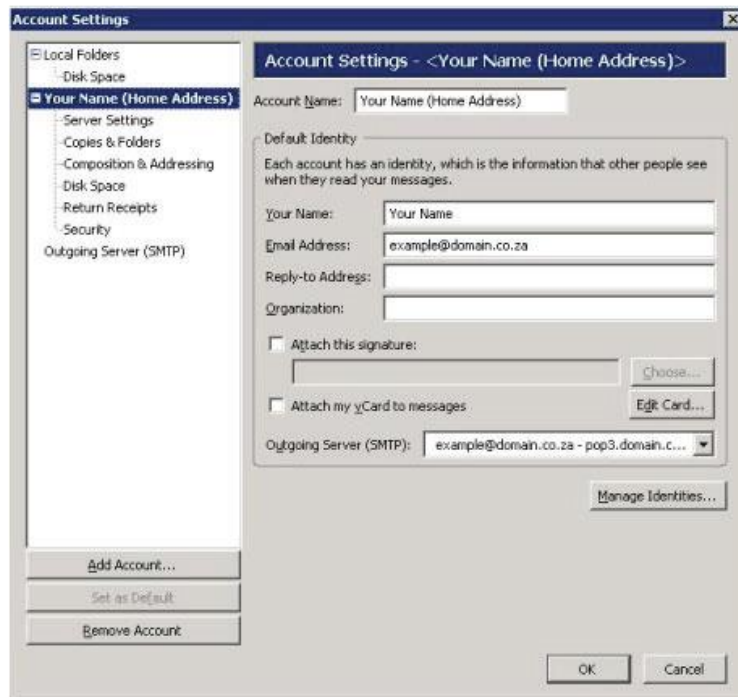 Account Settings
Local Folders
Disk Space
Your Name (Home Address)
Server Settings
Copies & Folders
Composition & Addressing
Disk Space
Return Receipts
Security
Outgoing Server (SMTP)
Add Account...
Set as Default
Remove Account
Account Settings - <Your Name (Home Address)>
Account Name: Your Name (Home Address)
Default Identity
Each account has an identity, which is the information that other people see
when they read your messages.
Your Name: Your Name
Email Address: example@domain.co.za
Reply-to Address:
Organization:
Attach this signature:
Choose...
Attach my vCard to messages
Edit Card...
Outgoing Server (SMTP): example@domain.co.za - pop3.domain.c...
Manage Identities...
OK Cancel